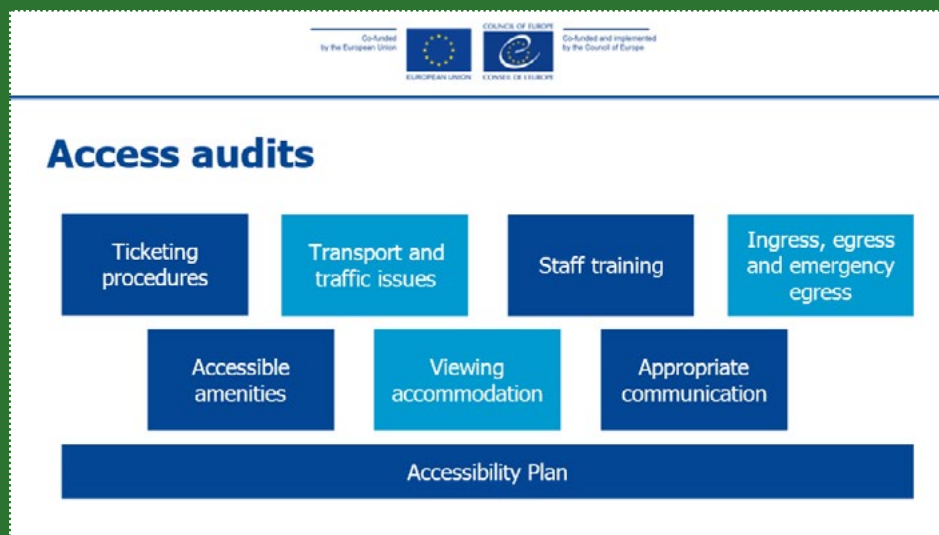 Co-funded
by the European Union
EUROPEAN UNION
COUNCIL OF EUROPE
CONSEIL DE L'EUROPE
Co-funded and implemented
by the Council of Europe
Access audits
Ticketing
procedures
Transport and
traffic issues
Staff training
Ingress, egress
and emergency
egress
Accessible
amenities
Viewing
accommodation
Appropriate
communication
Accessibility Plan